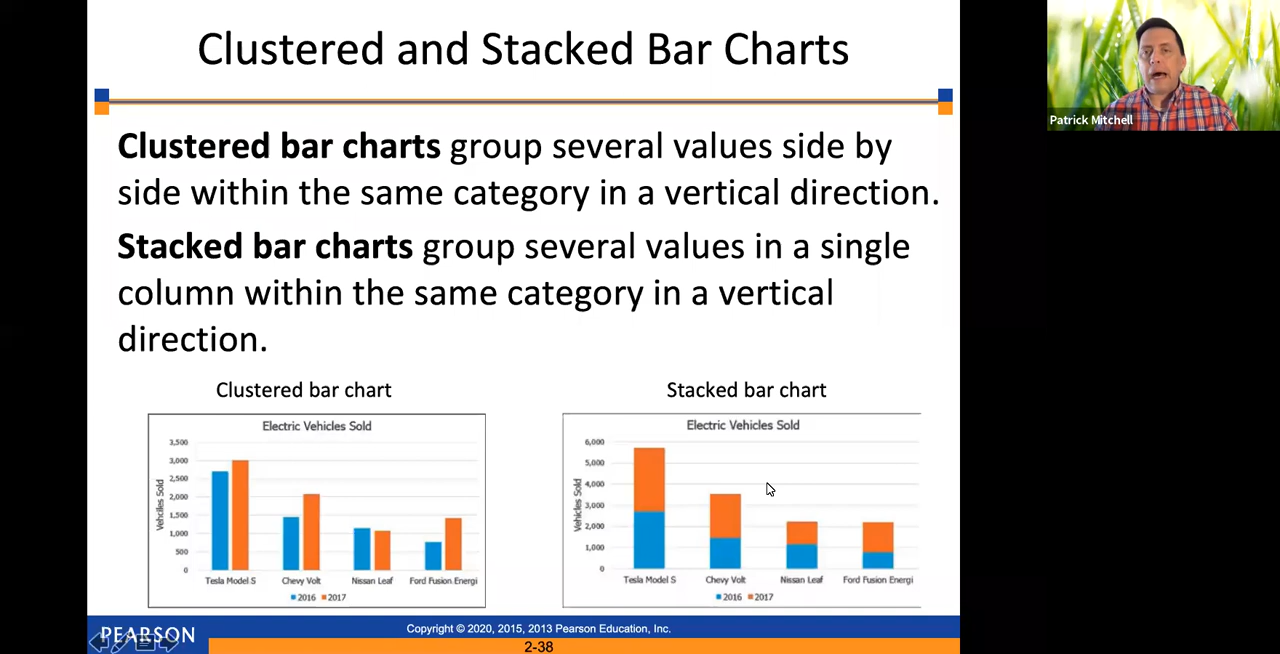 Clustered and Stacked Bar Charts
Patrick Mitchell
Clustered bar charts group several values side by
side within the same category in a vertical direction.
Stacked bar charts group several values in a single
column within the same category in a vertical
direction.
Clustered bar chart
Electric Vehicles Sold
Vehciles Sold
3,500
3,000
2,500
2,000
1,500
1,000
500
0
Tesla Model S Chevy Volt Nissan Leaf Ford Fusion Energi
2016 2017
Stacked bar chart
Electric Vehicles Sold
Vehicles Sold
6,000
5,000
4,000
3,000
2,000
1,000
0
Tesla Model S Chevy Volt Nissan Leaf Ford Fusion Energi
2016 2017
PEARSON
Copyright © 2020, 2015, 2013 Pearson Education, Inc.
2-38